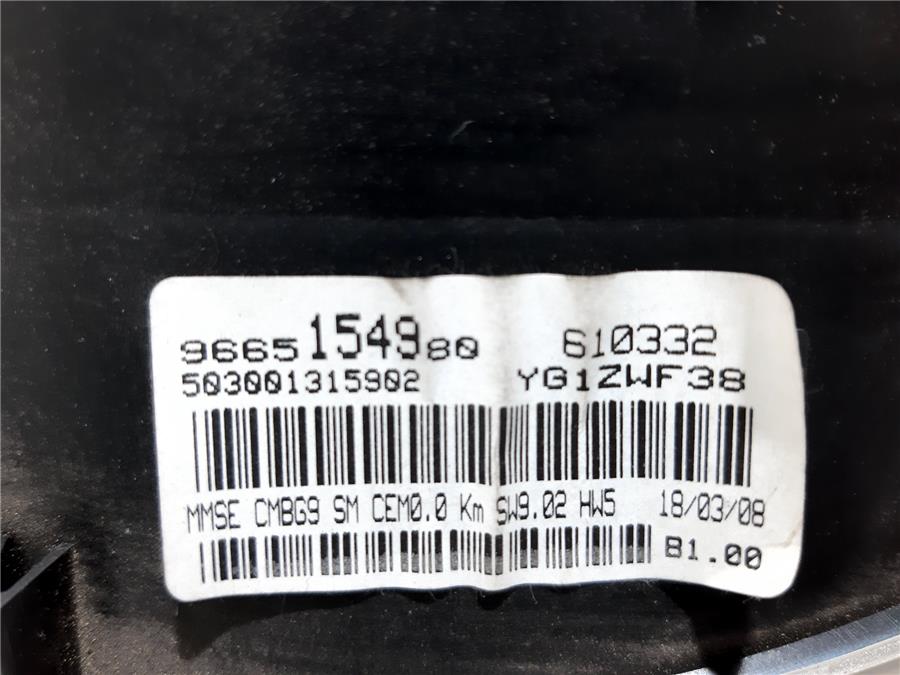 9665154980 610332
503001315902 YG1ZWF38
MMSE CMBG9 SM CEM0.0 Km SW9.02 HW5 18/03/08
B1.00